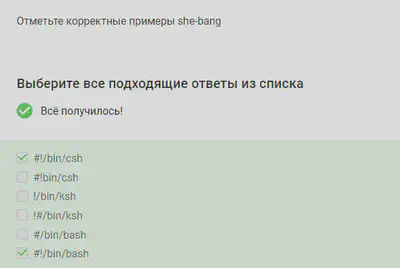 Отметьте корректные примеры she-bang
Выберите все подходящие ответы из списка
Всё получилось!
#!/bin/csh
#!bin/csh
!/bin/ksh
!#/bin/ksh
#/bin/bash
#!/bin/bash